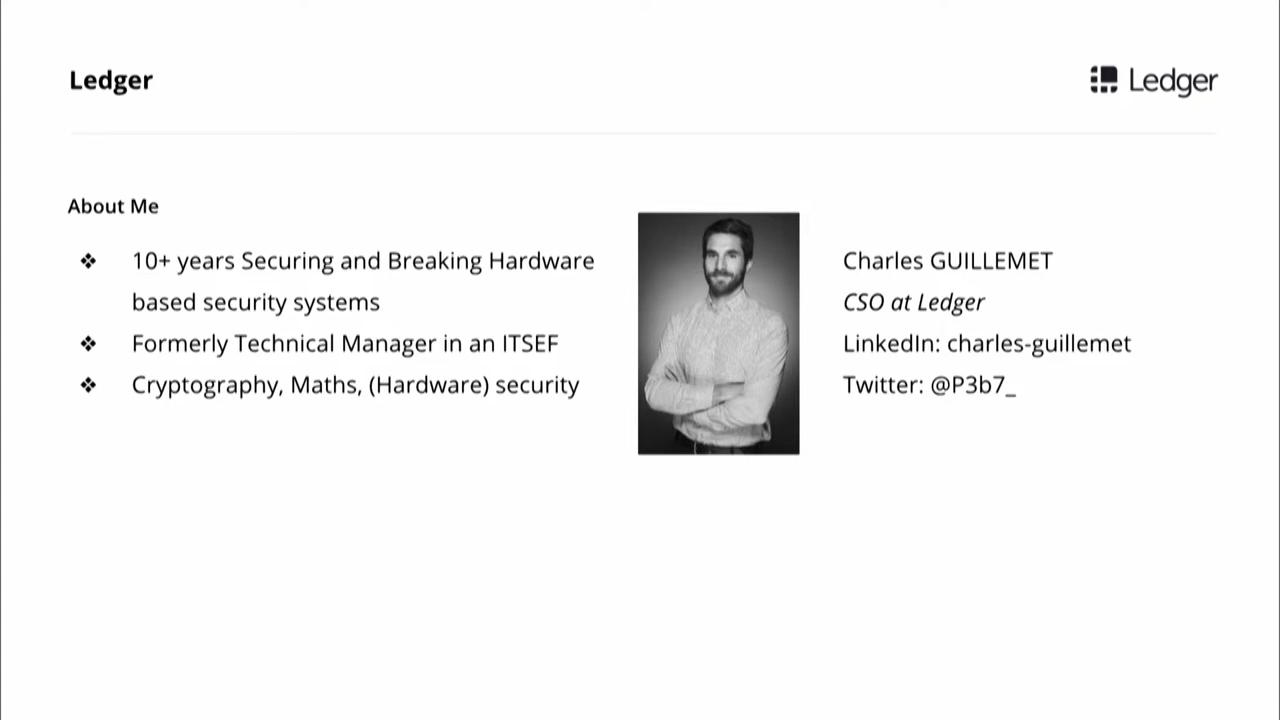 Ledger
Ledger
About Me
❖ 10+ years Securing and Breaking Hardware
based security systems
❖ Formerly Technical Manager in an ITSEF
❖ Cryptography, Maths, (Hardware) security
Charles GUILLEMET
CSO at Ledger
LinkedIn: charles-guillemet
Twitter: @P3b7_